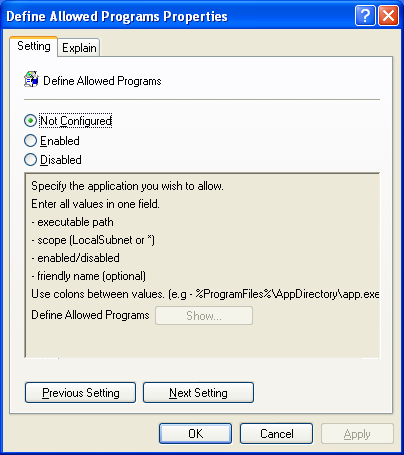 Define Allowed Programs Properties
Setting
Explain
Define Allowed Programs
Not Configured
Enabled
Disabled
Specify the application you wish to allow.
Enter all values in one field.
- executable path
- scope (LocalSubnet or *)
- enabled/disabled
- friendly name (optional)
Use colons between values. (e.g - %ProgramFiles%\AppDirectory\app.exe
Define Allowed Programs Show...
Previous Setting
Next Setting
OK
Cancel
Apply